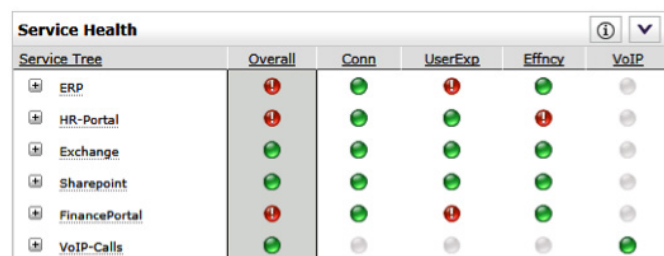 Service Health
Service Tree Overall Conn UserExp Effncy VoIP
ERP
HR-Portal
Exchange
Sharepoint
FinancePortal
VoIP-Calls